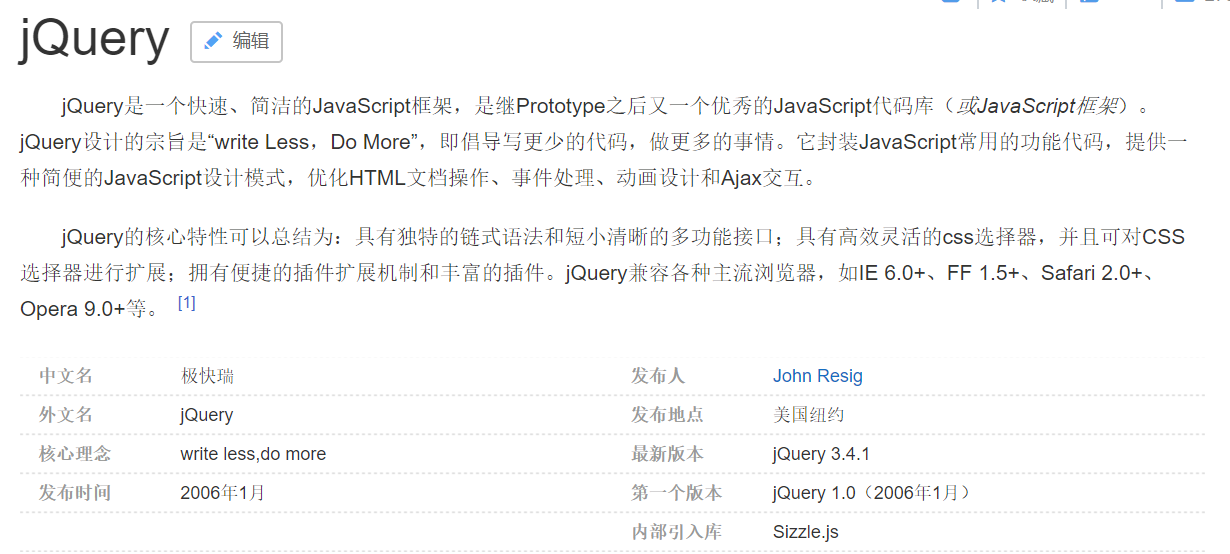 jQuery 编辑
jQuery是一个快速、简洁的JavaScript框架，是继Prototype之后又一个优秀的JavaScript代码库（或JavaScript框架）。
jQuery设计的宗旨是“write Less，Do More”，即倡导写更少的代码，做更多的事情。它封装JavaScript常用的功能代码，提供一
种简便的JavaScript设计模式，优化HTML文档操作、事件处理、动画设计和Ajax交互。
jQuery的核心特性可以总结为：具有独特的链式语法和短小清晰的多功能接口；具有高效灵活的css选择器，并且可对CSS
选择器进行扩展；拥有便捷的插件扩展机制和丰富的插件。jQuery兼容各种主流浏览器，如IE 6.0+、FF 1.5+、Safari 2.0+、
Opera 9.0+等。 [1]
中文名 极快瑞 发布人 John Resig
外文名 jQuery 发布地点 美国纽约
核心理念 write less,do more 最新版本 jQuery 3.4.1
发布时间 2006年1月 第一个版本 jQuery 1.0（2006年1月）
内部引入库 Sizzle.js